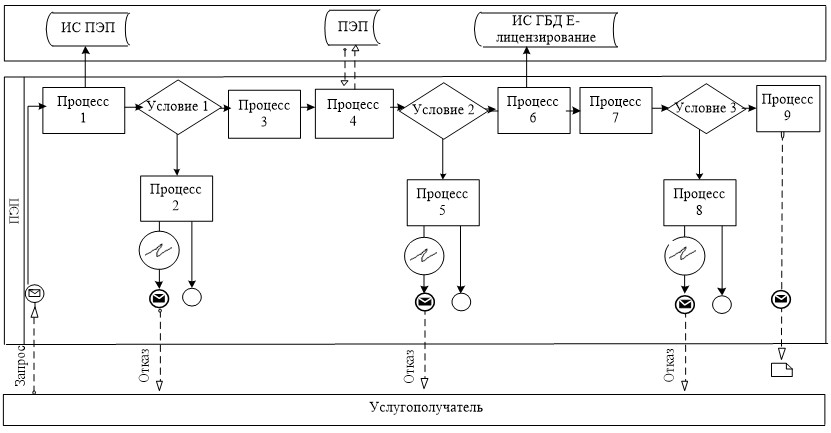 ИС ПЭП
ПЭП
ИС ГБД Е-
лицензирование
Процесс
1
Условие 1
Процесс
3
Процесс
4
Условие 2
Процесс
6
Процесс
7
Условие 3
Процесс
9
Процесс
2
Процесс
5
Процесс
8
ПЭП
Запрос
Отказ
Отказ
Отказ
Услугополучатель